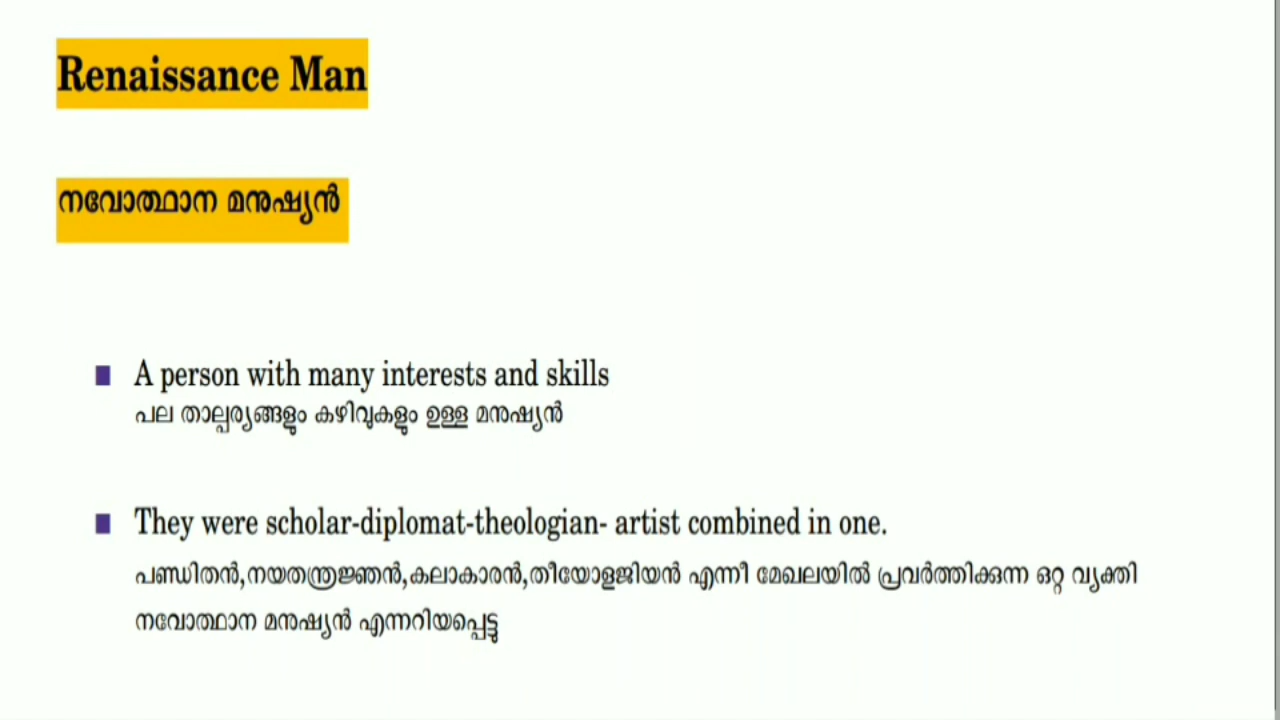 Renaissance Man
നവോത്ഥാന മനുഷ്യൻ
A person with many interests and skills
പല താല്പര്യങ്ങളും കഴിവുകളും ഉള്ള മനുഷ്യൻ
They were scholar-diplomat-theologian- artist combined in one.
പണ്ഡിതൻ,നയതന്ത്രജ്ഞൻ,കലാകാരൻ,തീയോളജിയൻ എന്നീ മേഖലയിൽ പ്രവർത്തിക്കുന്ന ഒറ്റ വ്യക്തി
നവോത്ഥാന മനുഷ്യൻ എന്നറിയപ്പെട്ടു